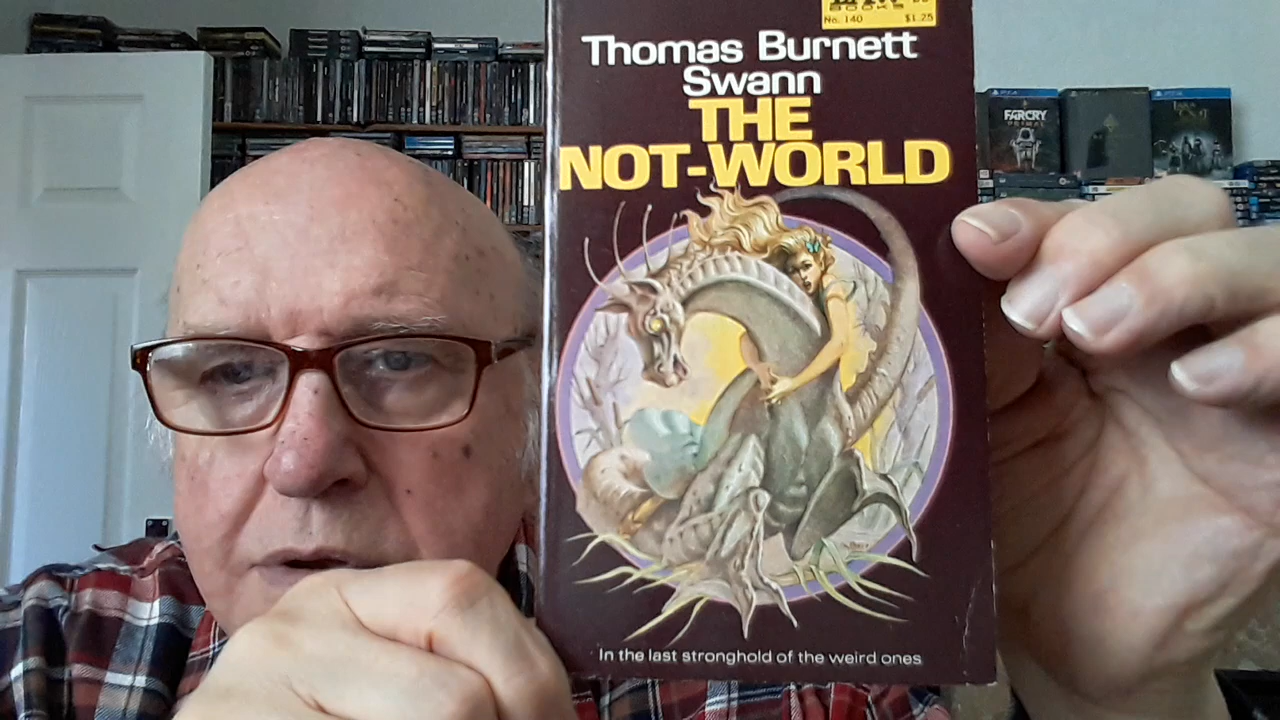 BOOKS
No. 140 $1.25
Thomas Burnett
Swann
THE
NOT-WORLD
In the last stronghold of the weird ones
FARCRY
PRIMAL